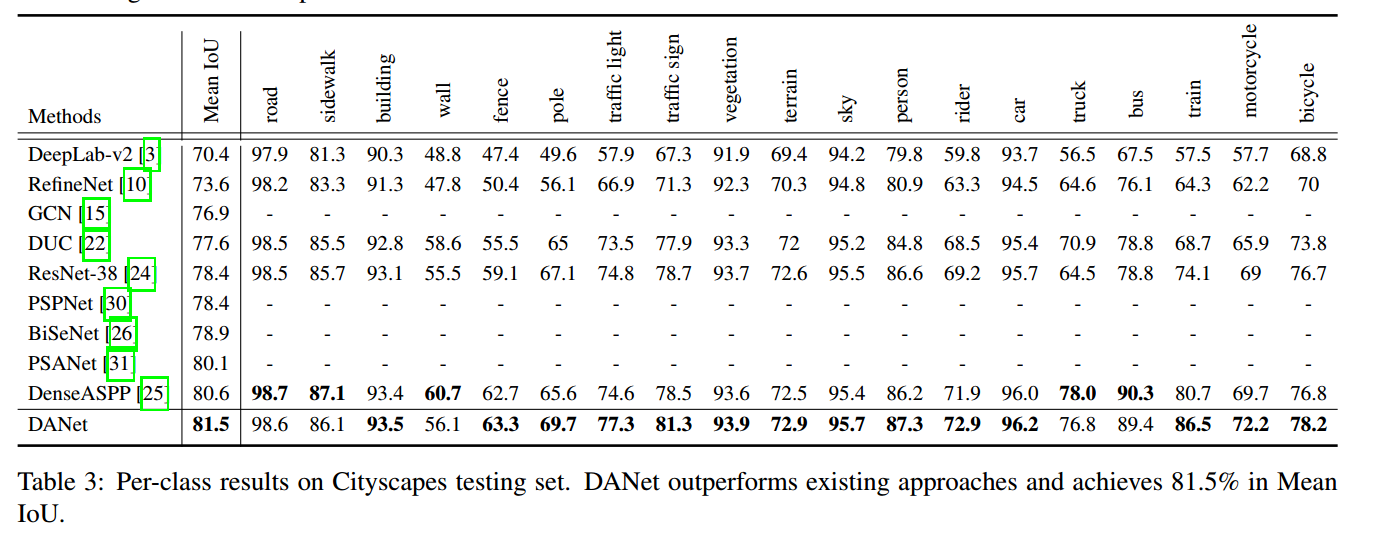 Methods Mean IoU road sidewalk building wall fence pole traffic light traffic sign vegetation terrain sky person rider car truck bus train motorcycle bicycle
DeepLab-v2 [3] 70.4 97.9 81.3 90.3 48.8 47.4 49.6 57.9 67.3 91.9 69.4 94.2 79.8 59.8 93.7 56.5 67.5 57.5 57.7 68.8
RefineNet [10] 73.6 98.2 83.3 91.3 47.8 50.4 56.1 66.9 71.3 92.3 70.3 94.8 80.9 63.3 94.5 64.6 76.1 64.3 62.2 70
GCN [15] 76.9 - - - - - - - - - - - - - - - - - - -
DUC [22] 77.6 98.5 85.5 92.8 58.6 55.5 65 73.5 77.9 93.3 72 95.2 84.8 68.5 95.4 70.9 78.8 68.7 65.9 73.8
ResNet-38 [24] 78.4 98.5 85.7 93.1 55.5 59.1 67.1 74.8 78.7 93.7 72.6 95.5 86.6 69.2 95.7 64.5 78.8 74.1 69 76.7
PSPNet [30] 78.4 - - - - - - - - - - - - - - - - - - -
BiSeNet [26] 78.9 - - - - - - - - - - - - - - - - - - -
PSANet [31] 80.1 - - - - - - - - - - - - - - - - - - -
DenseASPP [25] 80.6 98.7 87.1 93.4 60.7 62.7 65.6 74.6 78.5 93.6 72.5 95.4 86.2 71.9 96.0 78.0 90.3 80.7 69.7 76.8
DANet 81.5 98.6 86.1 93.5 56.1 63.3 69.7 77.3 81.3 93.9 72.9 95.7 87.3 72.9 96.2 76.8 89.4 86.5 72.2 78.2
Table 3: Per-class results on Cityscapes testing set. DANet outperforms existing approaches and achieves 81.5% in Mean
IoU.